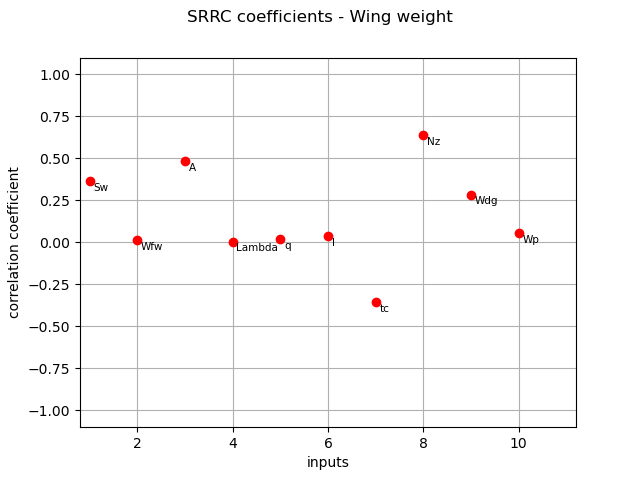 SRRC coefficients - Wing weight
1.00
0.75
0.50
0.25
0.00
−0.25
−0.50
−0.75
−1.00
correlation coefficient
Sw
Wfw
A
Lambda
q
l
tc
Nz
Wdg
Wp
2
4
6
8
10
inputs